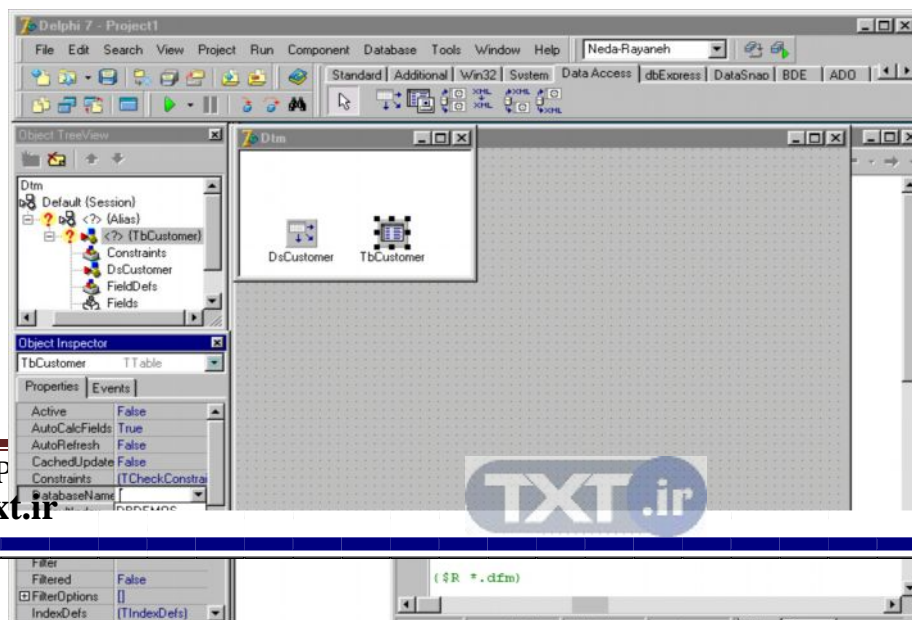 Delphi 7 - Project1
File Edit Search View Project Run Component Database Tools Window Help Neda-Rayaneh
Standard Additional Win32 System Data Access dbExpress DataSnap BDE ADO
Object TreeView
Dtm
Default {Session}
<?> {Alias}
<?> {TbCustomer}
Constraints
DsCustomer
FieldDefs
Fields
Dtm
DsCustomer TbCustomer
Object Inspector
TbCustomer TTable
Properties Events
Active False
AutoCalcFields True
AutoRefresh False
CachedUpdate False
Constraints (TCheckConstrai
DatabaseName
DBDEMOS
P
xt.ir
TXT.ir
Filter
Filtered False
FilterOptions []
IndexDefs (TIndexDefs)
{$R *.dfm}